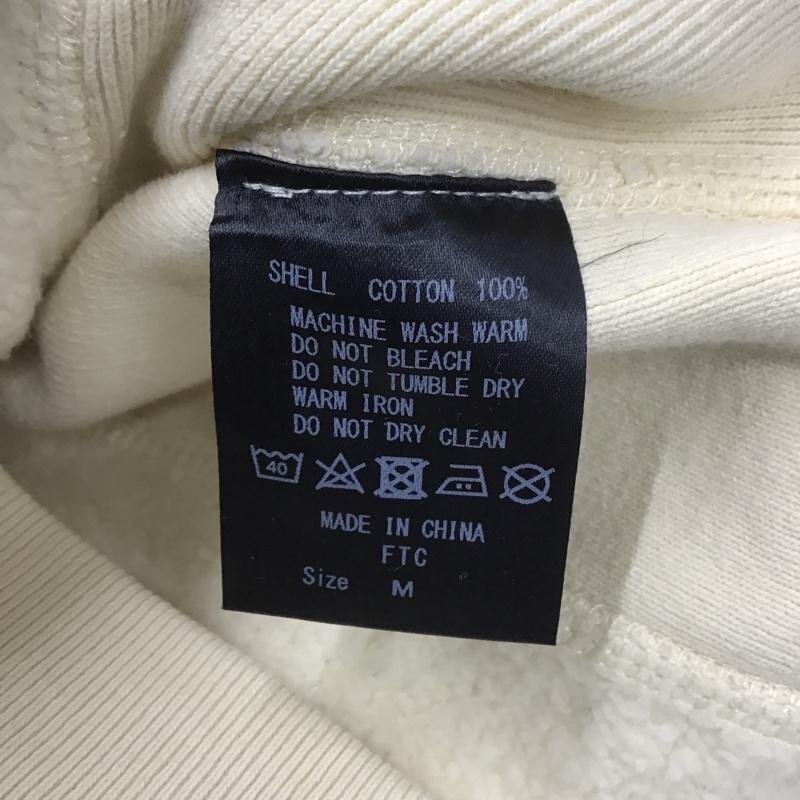 SHELL COTTON 100%
MACHINE WASH WARM
DO NOT BLEACH
DO NOT TUMBLE DRY
WARM IRON
DO NOT DRY CLEAN
40
MADE IN CHINA
FTC
Size M